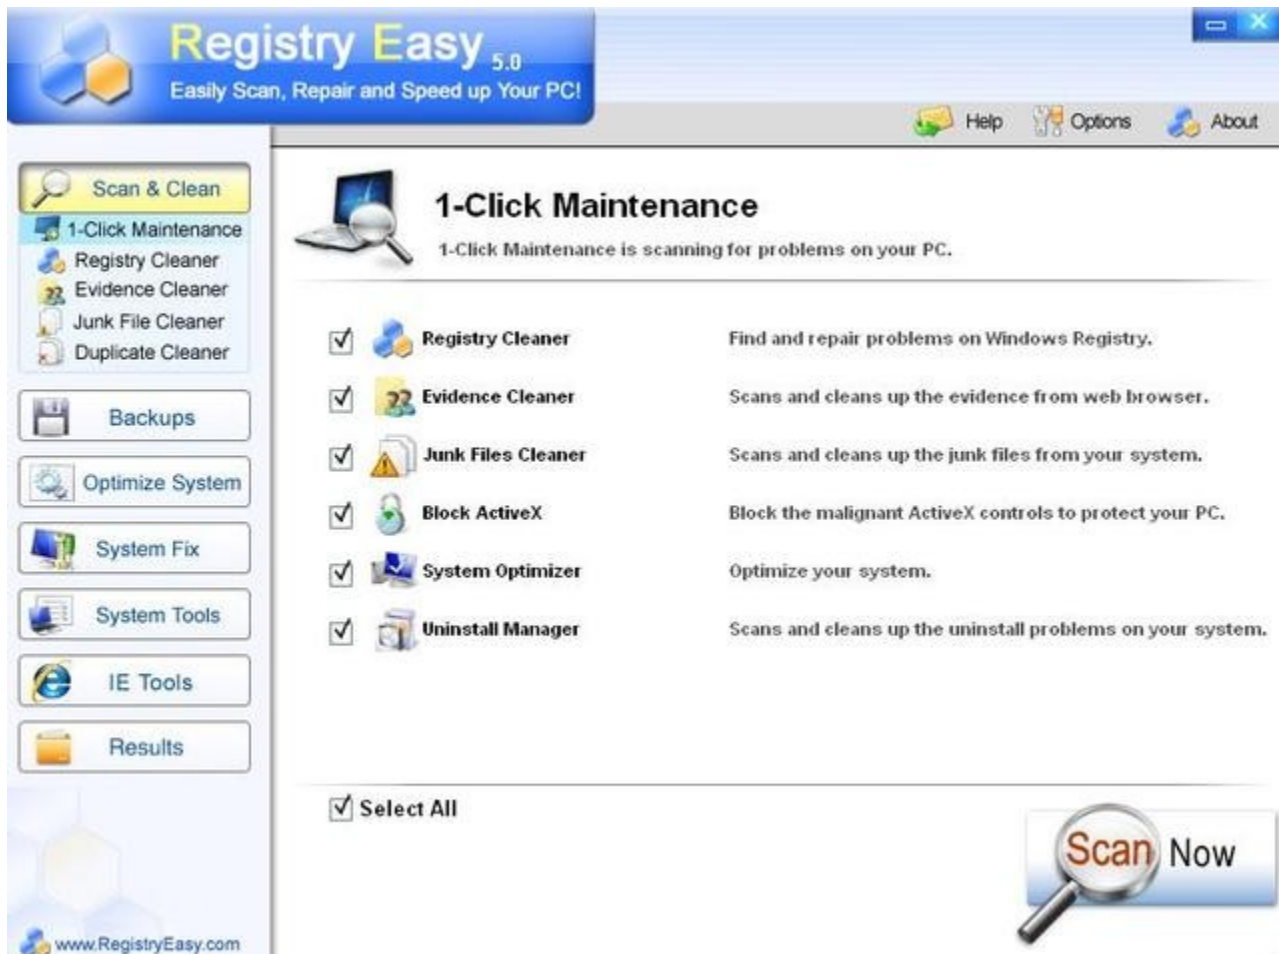 Registry Easy 5.0
Easily Scan, Repair and Speed up Your PC!
Help
Options
About
Scan & Clean
1-Click Maintenance
Registry Cleaner
Evidence Cleaner
Junk File Cleaner
Duplicate Cleaner
Backups
Optimize System
System Fix
System Tools
IE Tools
Results
www.RegistryEasy.com
1-Click Maintenance
1-Click Maintenance is scanning for problems on your PC.
Registry Cleaner Find and repair problems on Windows Registry.
Evidence Cleaner Scans and cleans up the evidence from web browser.
Junk Files Cleaner Scans and cleans up the junk files from your system.
Block ActiveX Block the malignant ActiveX controls to protect your PC.
System Optimizer Optimize your system.
Uninstall Manager Scans and cleans up the uninstall problems on your system.
Select All
Scan Now